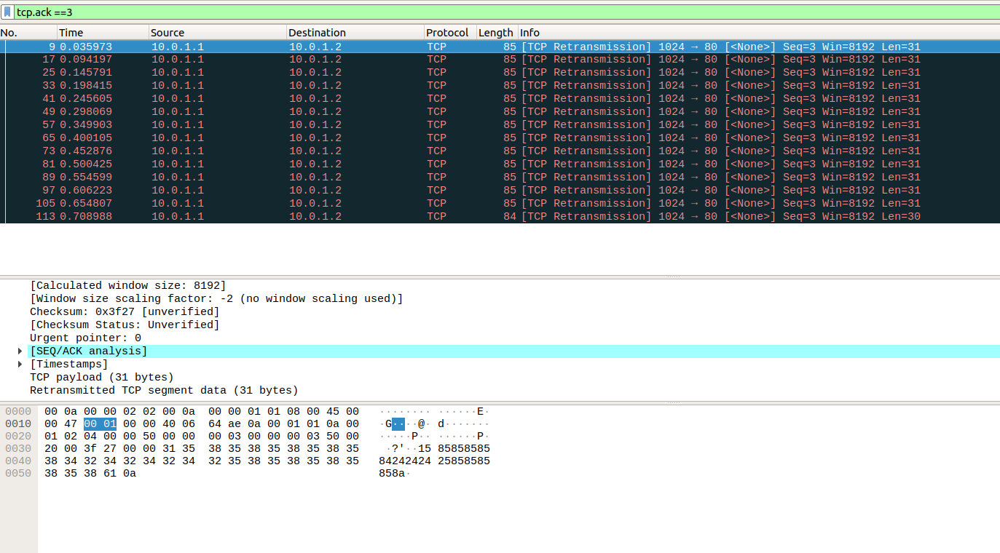 tcp.ack ==3
No. Time Source Destination Protocol Length Info
9 0.035973 10.0.1.1 10.0.1.2 TCP 85 [TCP Retransmission] 1024 → 80 [<None>] Seq=3 Win=8192 Len=31
17 0.094197 10.0.1.1 10.0.1.2 TCP 85 [TCP Retransmission] 1024 → 80 [<None>] Seq=3 Win=8192 Len=31
25 0.145791 10.0.1.1 10.0.1.2 TCP 85 [TCP Retransmission] 1024 → 80 [<None>] Seq=3 Win=8192 Len=31
33 0.198415 10.0.1.1 10.0.1.2 TCP 85 [TCP Retransmission] 1024 → 80 [<None>] Seq=3 Win=8192 Len=31
41 0.245605 10.0.1.1 10.0.1.2 TCP 85 [TCP Retransmission] 1024 → 80 [<None>] Seq=3 Win=8192 Len=31
49 0.298069 10.0.1.1 10.0.1.2 TCP 85 [TCP Retransmission] 1024 → 80 [<None>] Seq=3 Win=8192 Len=31
57 0.349903 10.0.1.1 10.0.1.2 TCP 85 [TCP Retransmission] 1024 → 80 [<None>] Seq=3 Win=8192 Len=31
65 0.400105 10.0.1.1 10.0.1.2 TCP 85 [TCP Retransmission] 1024 → 80 [<None>] Seq=3 Win=8192 Len=31
73 0.452876 10.0.1.1 10.0.1.2 TCP 85 [TCP Retransmission] 1024 → 80 [<None>] Seq=3 Win=8192 Len=31
81 0.500425 10.0.1.1 10.0.1.2 TCP 85 [TCP Retransmission] 1024 → 80 [<None>] Seq=3 Win=8192 Len=31
89 0.554599 10.0.1.1 10.0.1.2 TCP 85 [TCP Retransmission] 1024 → 80 [<None>] Seq=3 Win=8192 Len=31
97 0.606223 10.0.1.1 10.0.1.2 TCP 85 [TCP Retransmission] 1024 → 80 [<None>] Seq=3 Win=8192 Len=31
105 0.654807 10.0.1.1 10.0.1.2 TCP 85 [TCP Retransmission] 1024 → 80 [<None>] Seq=3 Win=8192 Len=31
113 0.708988 10.0.1.1 10.0.1.2 TCP 84 [TCP Retransmission] 1024 → 80 [<None>] Seq=3 Win=8192 Len=30
[Calculated window size: 8192]
[Window size scaling factor: -2 (no window scaling used)]
Checksum: 0x3f27 [unverified]
[Checksum Status: Unverified]
Urgent pointer: 0
[SEQ/ACK analysis]
[Timestamps]
TCP payload (31 bytes)
Retransmitted TCP segment data (31 bytes)
0000 00 0a 00 00 02 02 00 0a 00 00 01 01 08 00 45 00 ········ ······E·
0010 00 47 00 01 00 00 40 06 64 ae 0a 00 01 01 0a 00 ·G····@· d·······
0020 01 02 04 00 00 50 00 00 00 03 00 00 00 03 50 00 ·····P·· ······P·
0030 20 00 3f 27 00 00 31 35 38 35 38 35 38 35 38 35  ·?'··15 85858585
0040 38 34 32 34 32 34 32 34 32 35 38 35 38 35 38 35 84242424 25858585
0050 38 35 38 61 0a 858a·